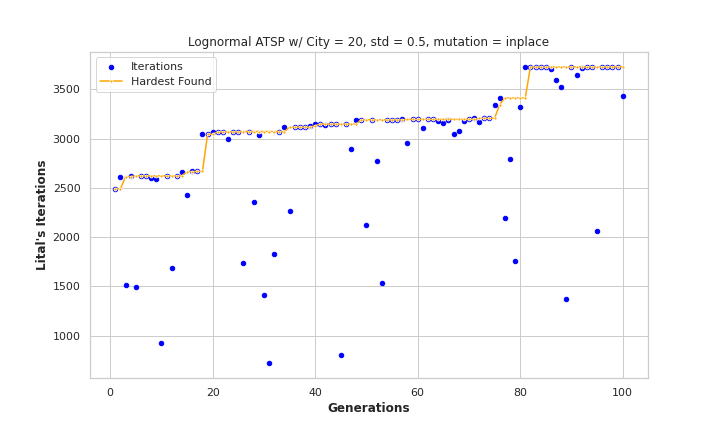 Lognormal ATSP w/ City = 20, std = 0.5, mutation = inplace
Iterations
Hardest Found
3500
3000
2500
2000
1500
1000
Lital's Iterations
0 20 40 60 80 100
Generations